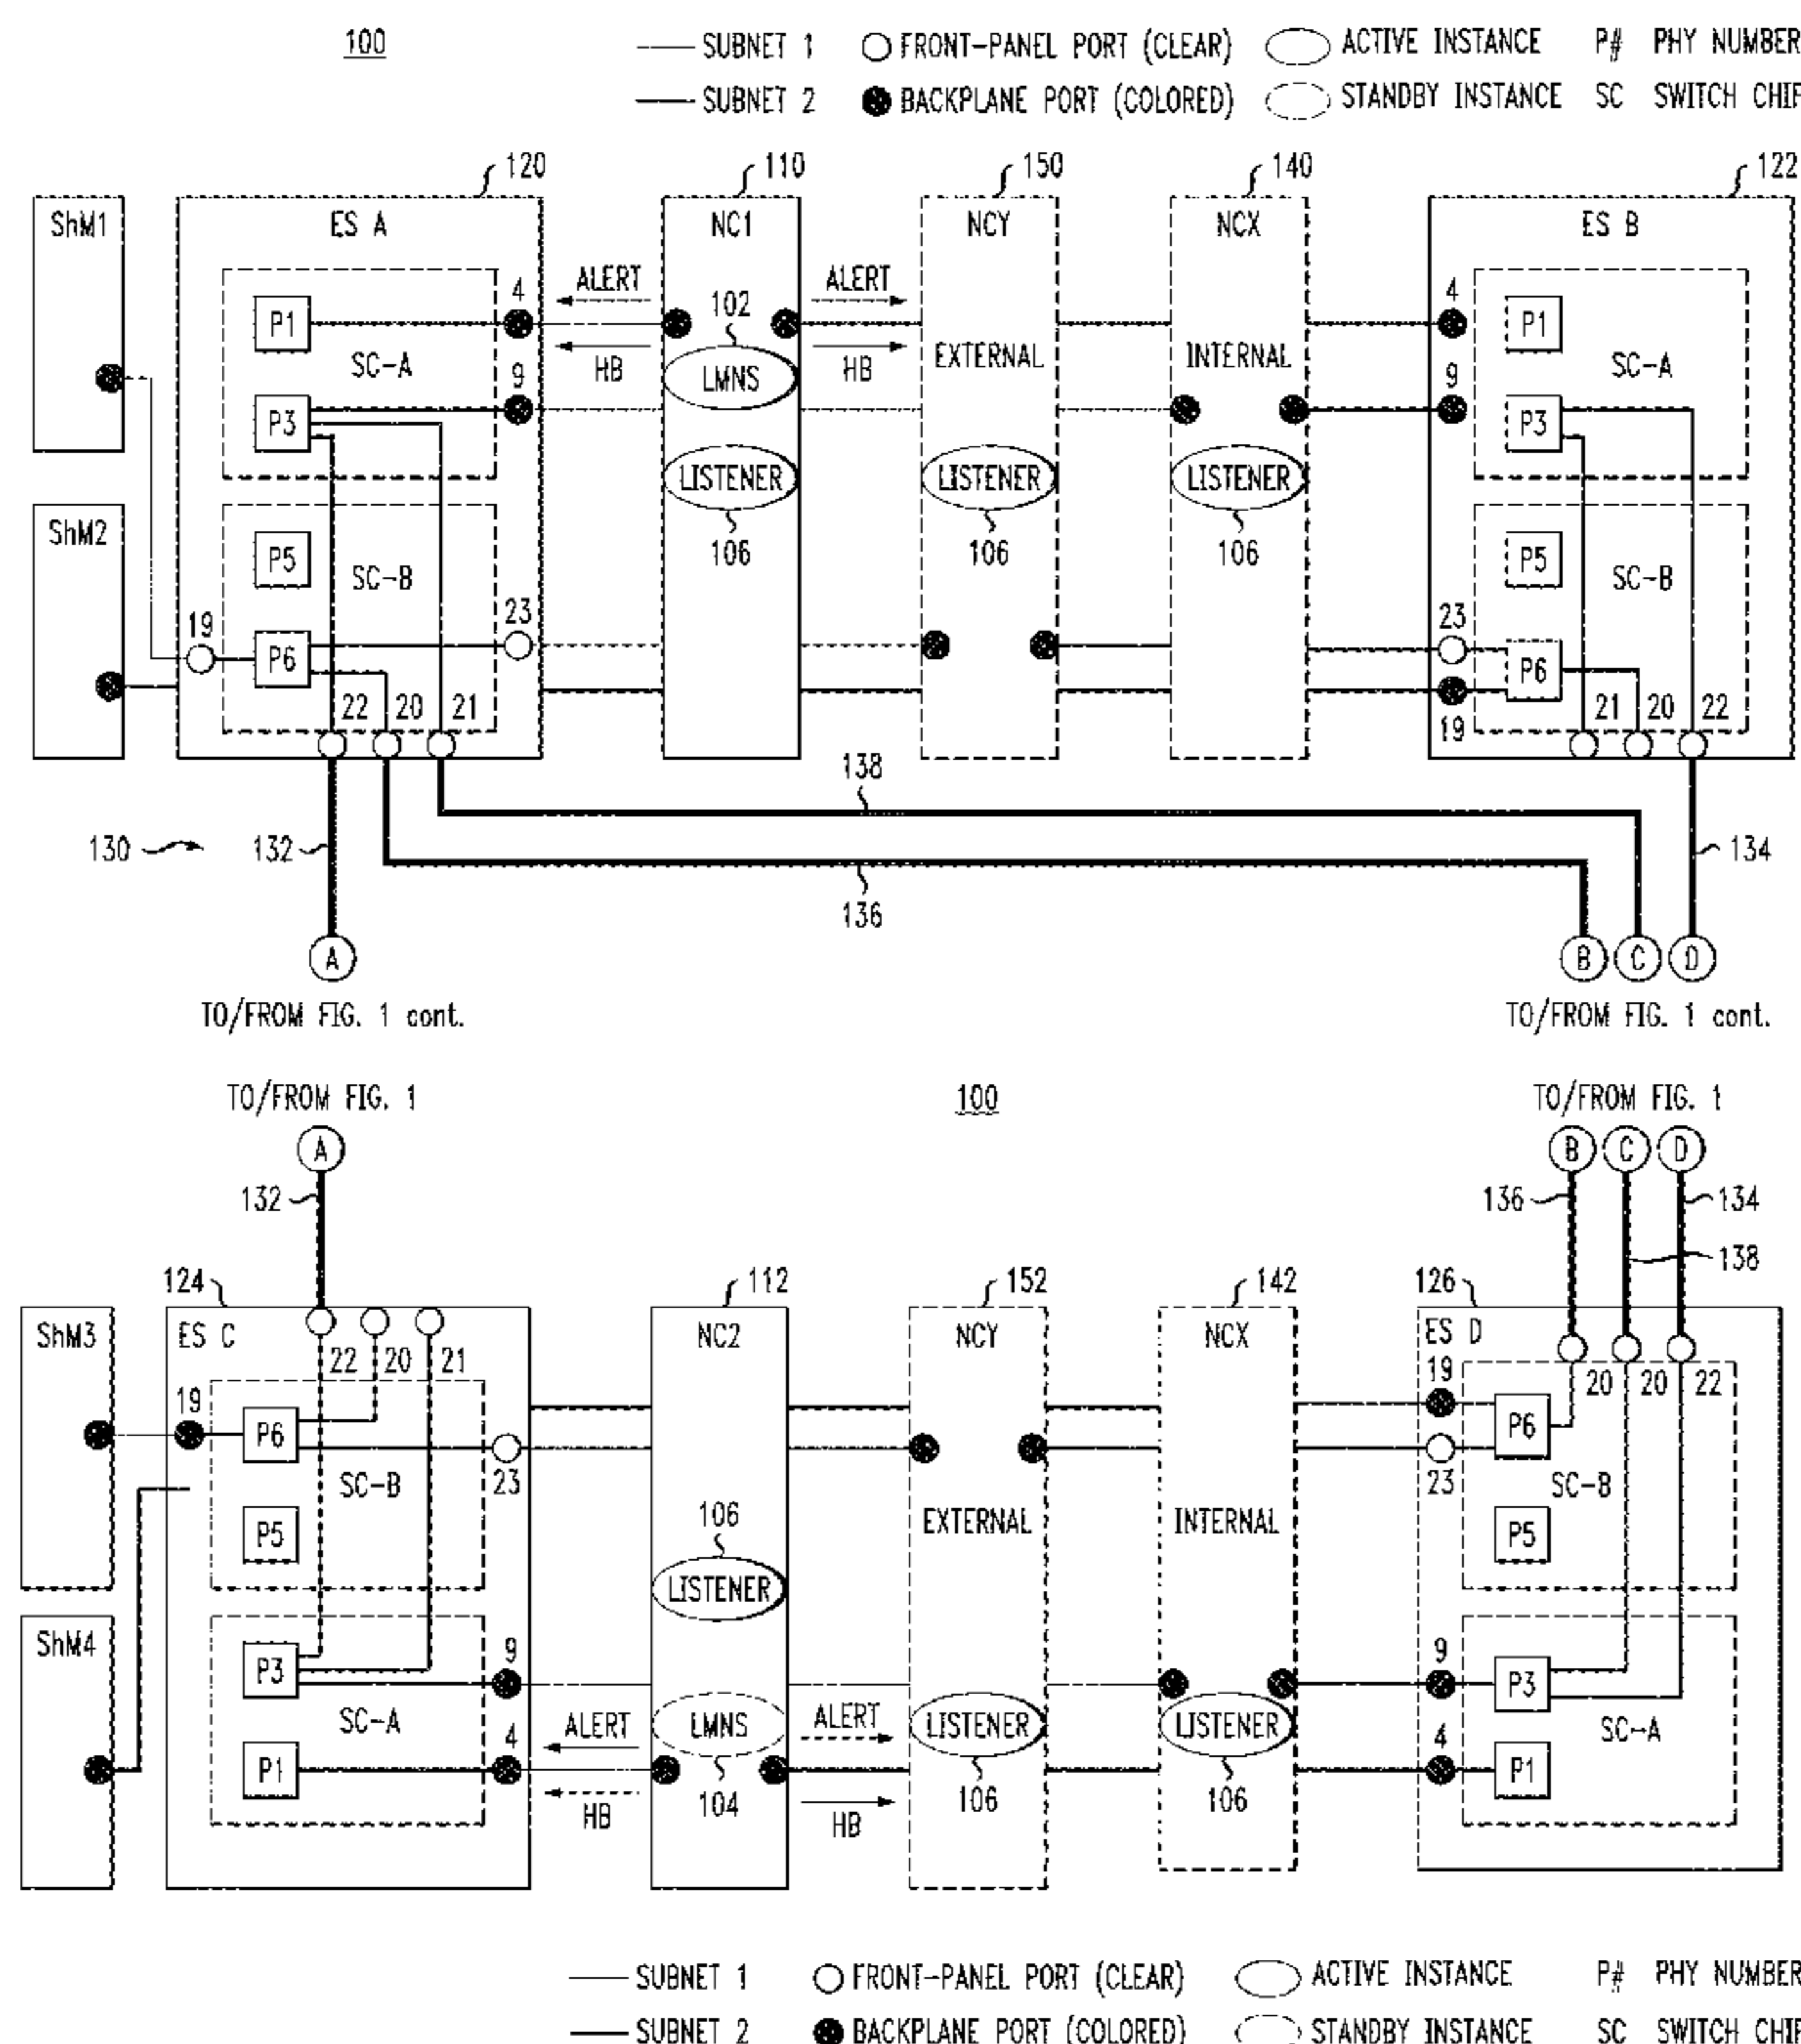 100
SUBNET 1 FRONT-PANEL PORT (CLEAR) ACTIVE INSTANCE P# PHY NUMBER
SUBNET 2 BACKPLANE PORT (COLORED) STANDBY INSTANCE SC SWITCH CHIP
120 110 150 140 122
ShM1 ES A NC1 NCY NCX ES B
4 ALERT ALERT 4
P1 102 P1
SC-A HB LMNS HB EXTERNAL INTERNAL SC-A
9 9
P3 P3
LISTENER LISTENER LISTENER
ShM2 106 106 106
P5 SC-B P5 SC-B
19 23 23
P6 P6
22 20 21 19 21 20 22
138
130 132 134
136
A B C D
TO/FROM FIG. 1 cont. TO/FROM FIG. 1 cont.
TO/FROM FIG. 1 100 TO/FROM FIG. 1
A B C D
132 136 134
138
124 112 152 142 126
ShM3 ES C NC2 NCY NCX ES D
22 20 21 19 20 20 22
19 P6 P6
SC-B 23 23 SC-B
P5 106 EXTERNAL INTERNAL P5
LISTENER
ShM4 P3 9 9 P3
SC-A ALERT LMNS ALERT LISTENER LISTENER SC-A
P1 4 4 P1
HB 104 HB 106 106
SUBNET 1 FRONT-PANEL PORT (CLEAR) ACTIVE INSTANCE P# PHY NUMBER
SUBNET 2 BACKPLANE PORT (COLORED) STANDBY INSTANCE SC SWITCH CHIP